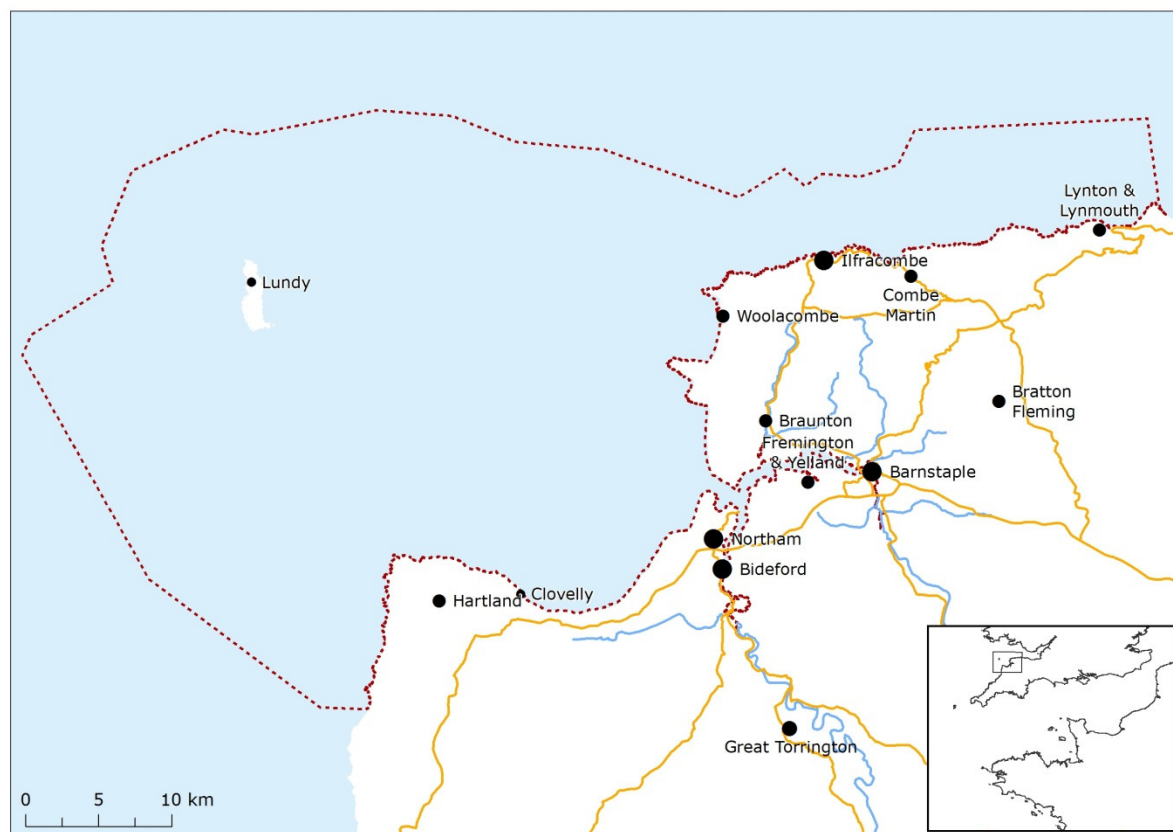 Lynton &
Lynmouth
Ilfracombe
Lundy
Combe
Martin
Woolacombe
Bratton
Fleming
Braunton
Fremington
& Yelland
Barnstaple
Northam
Bideford
Clovelly
Hartland
Great Torrington
0 5 10 km